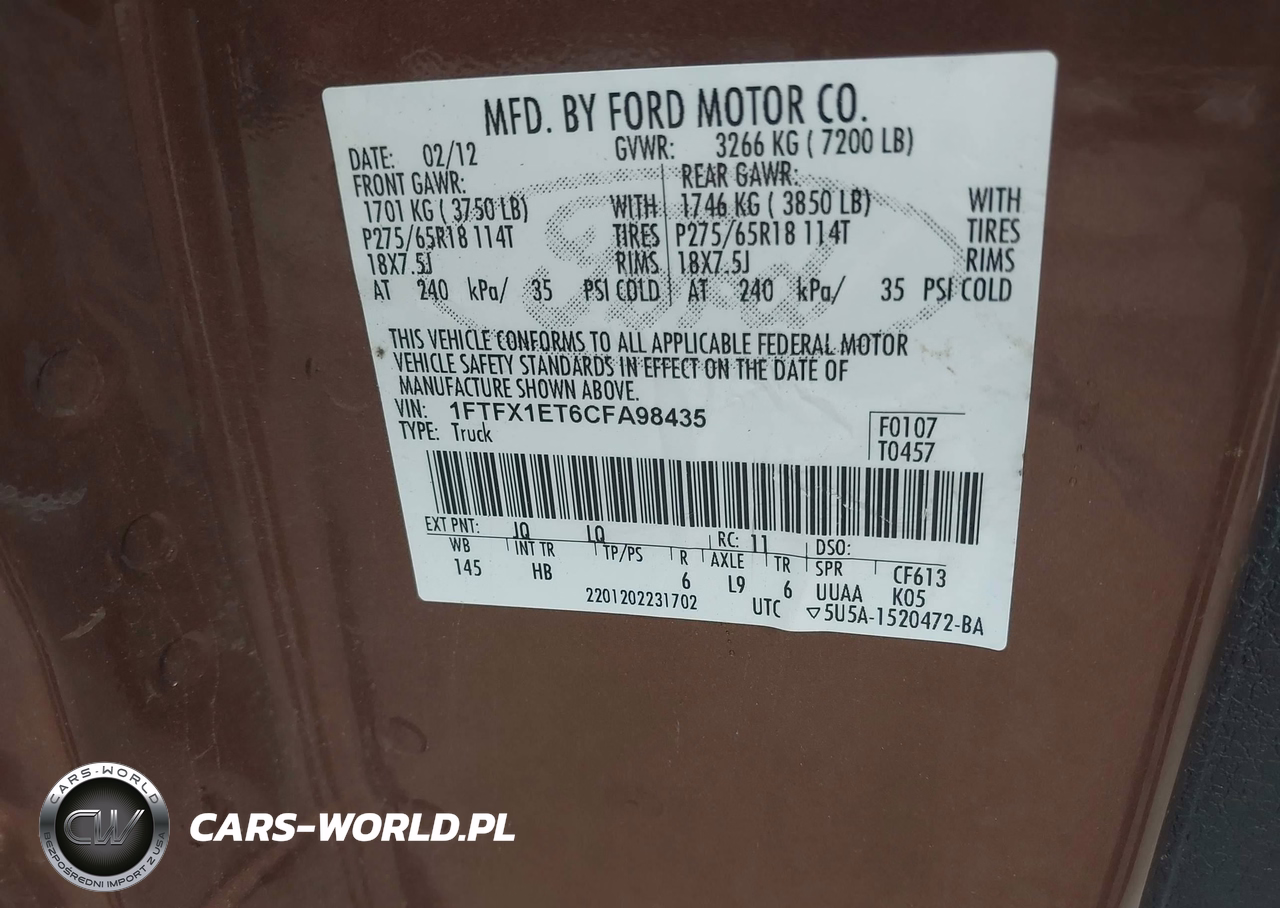 MFD. BY FORD MOTOR CO.
DATE: 02/12 GVWR: 3266 KG ( 7200 LB)
FRONT GAWR: REAR GAWR:
1701 KG ( 3750 LB) WITH 1746 KG ( 3850 LB) WITH
P275/65R18 114T TIRES P275/65R18 114T TIRES
18X7.5J RIMS 18X7.5J RIMS
AT 240 kPa/ 35 PSI COLD AT 240 kPa/ 35 PSI COLD
THIS VEHICLE CONFORMS TO ALL APPLICABLE FEDERAL MOTOR
VEHICLE SAFETY STANDARDS IN EFFECT ON THE DATE OF
MANUFACTURE SHOWN ABOVE.
VIN: 1FTFX1ET6CFA98435
TYPE: Truck
F0107
T0457
EXT PNT: JQ LQ RC: 11 DSO:
WB INT TR TP/PS R AXLE TR SPR CF613
145 HB 6 L9 6 UUAA K05
2201202231702 UTC ▽5U5A-1520472-BA
CARS-WORLD
CW
BEZPOŚREDNI IMPORT Z USA
CARS-WORLD.PL